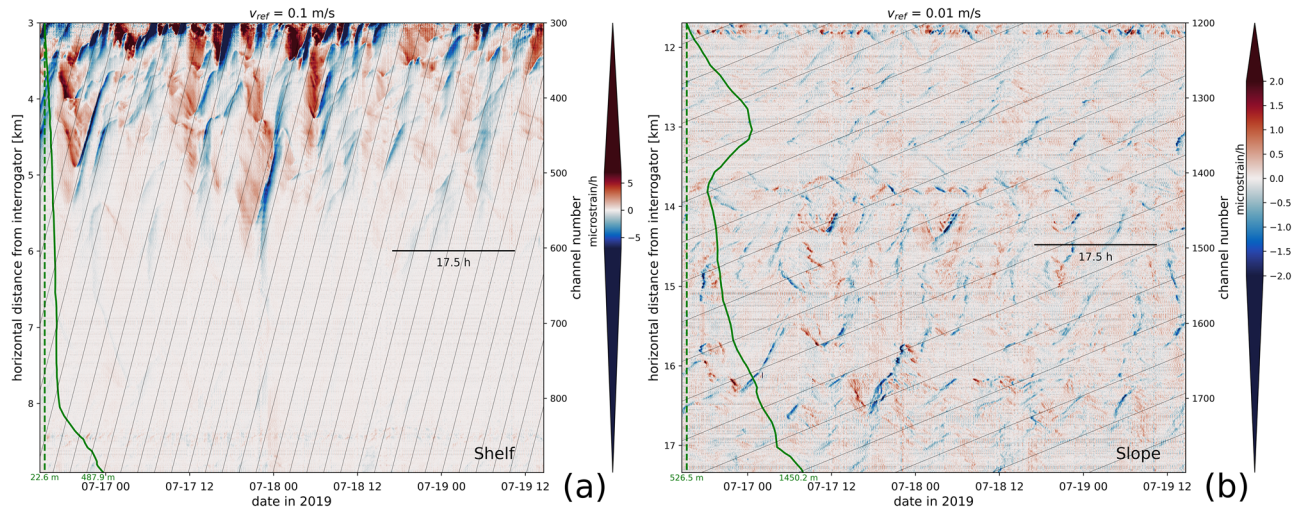 v_ref = 0.1 m/s
3
4
5
6
7
8
horizontal distance from interrogator [km]
300
400
500
600
700
800
channel number
5
0
−5
microstrain/h
17.5 h
Shelf
22.6 m
487.9 m
07-17 00
07-17 12
07-18 00
07-18 12
07-19 00
07-19 12
date in 2019
(a)
v_ref = 0.01 m/s
12
13
14
15
16
17
horizontal distance from interrogator [km]
1200
1300
1400
1500
1600
1700
channel number
microstrain/h
2.0
1.5
1.0
0.5
0.0
−0.5
−1.0
−1.5
−2.0
17.5 h
Slope
526.5 m
1450.2 m
07-17 00
07-17 12
07-18 00
07-18 12
07-19 00
07-19 12
date in 2019
(b)